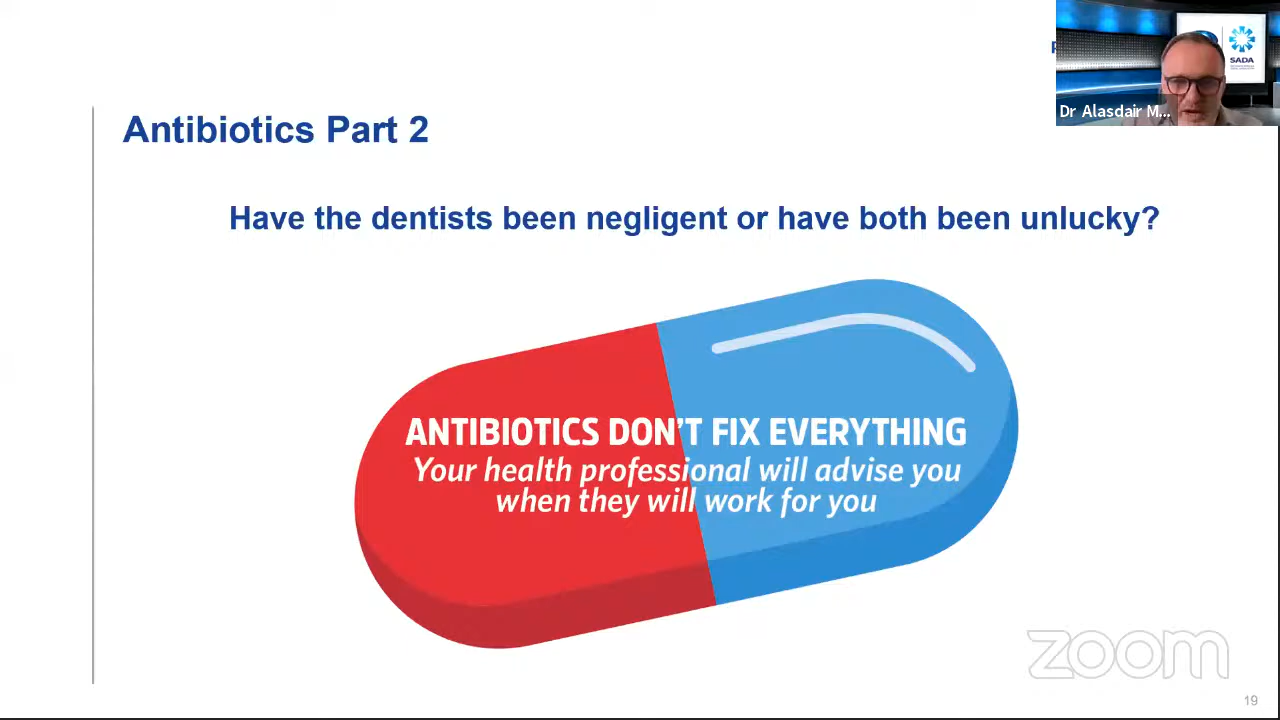 Antibiotics Part 2
Have the dentists been negligent or have both been unlucky?
ANTIBIOTICS DON'T FIX EVERYTHING
Your health professional will advise you
when they will work for you
SADA
Dr Alasdair M...
zoom
19